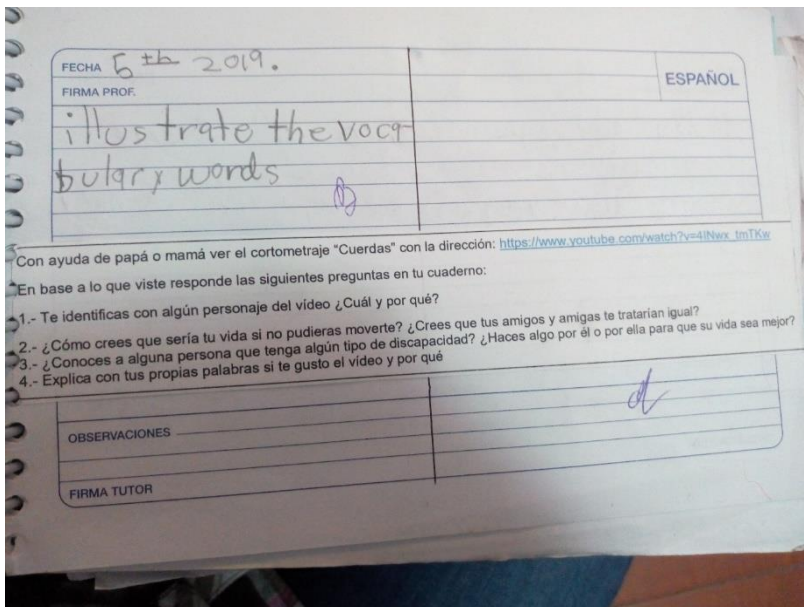 FECHA 5th 2019.
ESPAÑOL
FIRMA PROF.
illustrate the voca
bulary words
Con ayuda de papá o mamá ver el cortometraje "Cuerdas" con la dirección: https://www.youtube.com/watch?v=4INwx_tmTKw
En base a lo que viste responde las siguientes preguntas en tu cuaderno:
1.- Te identificas con algún personaje del vídeo ¿Cuál y por qué?
2.- ¿Cómo crees que sería tu vida si no pudieras moverte? ¿Crees que tus amigos y amigas te tratarían igual?
3.- ¿Conoces a alguna persona que tenga algún tipo de discapacidad? ¿Haces algo por él o por ella para que su vida sea mejor?
4.- Explica con tus propias palabras si te gusto el vídeo y por qué
OBSERVACIONES
FIRMA TUTOR